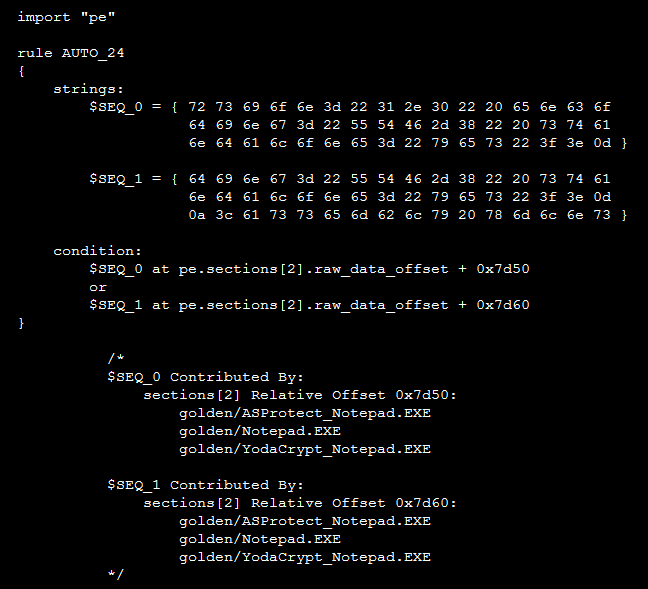 import "pe"
rule AUTO_24
{
strings:
$SEQ_0 = { 72 73 69 6f 6e 3d 22 31 2e 30 22 20 65 6e 63 6f
64 69 6e 67 3d 22 55 54 46 2d 38 22 20 73 74 61
6e 64 61 6c 6f 6e 65 3d 22 79 65 73 22 3f 3e 0d }
$SEQ_1 = { 64 69 6e 67 3d 22 55 54 46 2d 38 22 20 73 74 61
6e 64 61 6c 6f 6e 65 3d 22 79 65 73 22 3f 3e 0d
0a 3c 61 73 73 65 6d 62 6c 79 20 78 6d 6c 6e 73 }
condition:
$SEQ_0 at pe.sections[2].raw_data_offset + 0x7d50
or
$SEQ_1 at pe.sections[2].raw_data_offset + 0x7d60
}
/*
$SEQ_0 Contributed By:
sections[2] Relative Offset 0x7d50:
golden/ASProtect_Notepad.EXE
golden/Notepad.EXE
golden/YodaCrypt_Notepad.EXE
$SEQ_1 Contributed By:
sections[2] Relative Offset 0x7d60:
golden/ASProtect_Notepad.EXE
golden/Notepad.EXE
golden/YodaCrypt_Notepad.EXE
*/